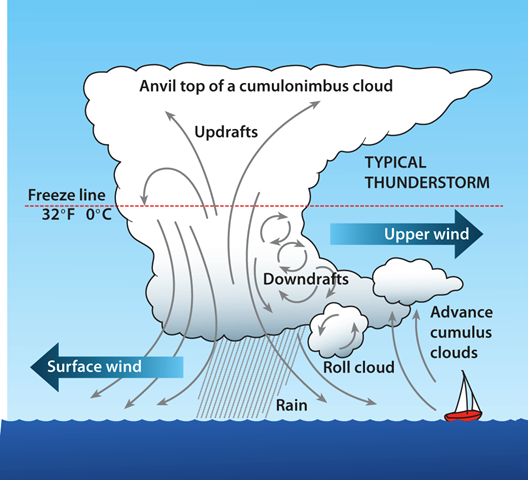 Anvil top of a cumulonimbus cloud
Updrafts
TYPICAL
THUNDERSTORM
Freeze line
32°F 0°C
Upper wind
Downdrafts
Advance
cumulus
clouds
Surface wind
Roll cloud
Rain